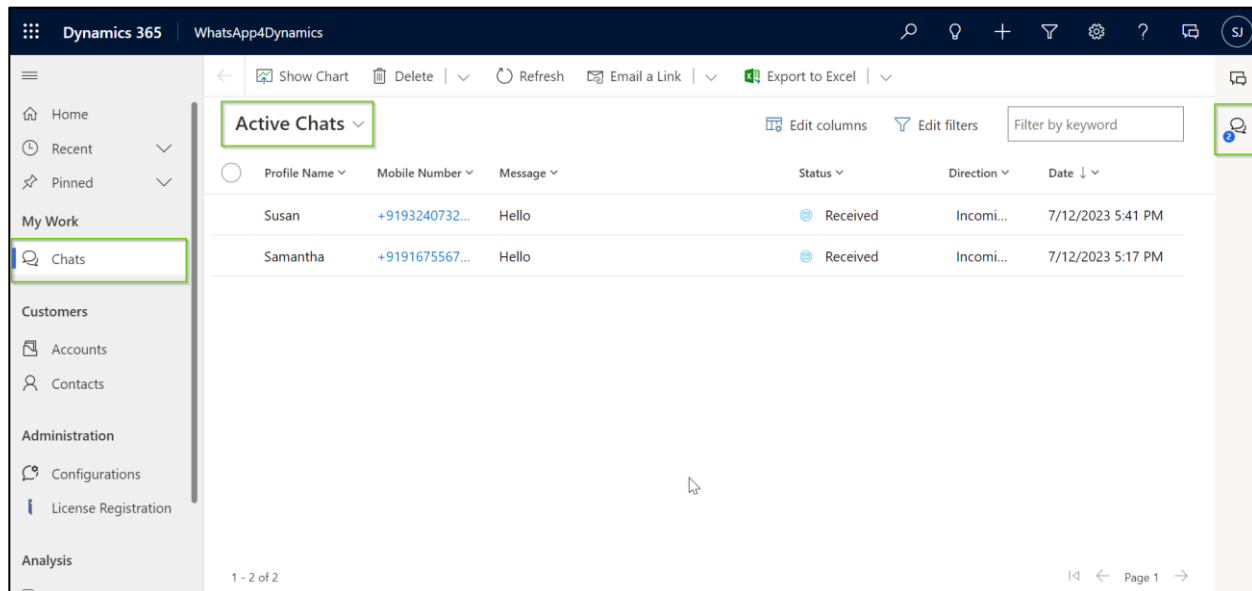 Dynamics 365 WhatsApp4Dynamics SJ
Show Chart Delete Refresh Email a Link Export to Excel
Home
Recent
Pinned
My Work
Chats
Customers
Accounts
Contacts
Administration
Configurations
License Registration
Analysis
Active Chats Edit columns Edit filters Filter by keyword
2
Profile Name Mobile Number Message Status Direction Date
Susan +9193240732... Hello Received Incomi... 7/12/2023 5:41 PM
Samantha +9191675567... Hello Received Incomi... 7/12/2023 5:17 PM
1 - 2 of 2 Page 1